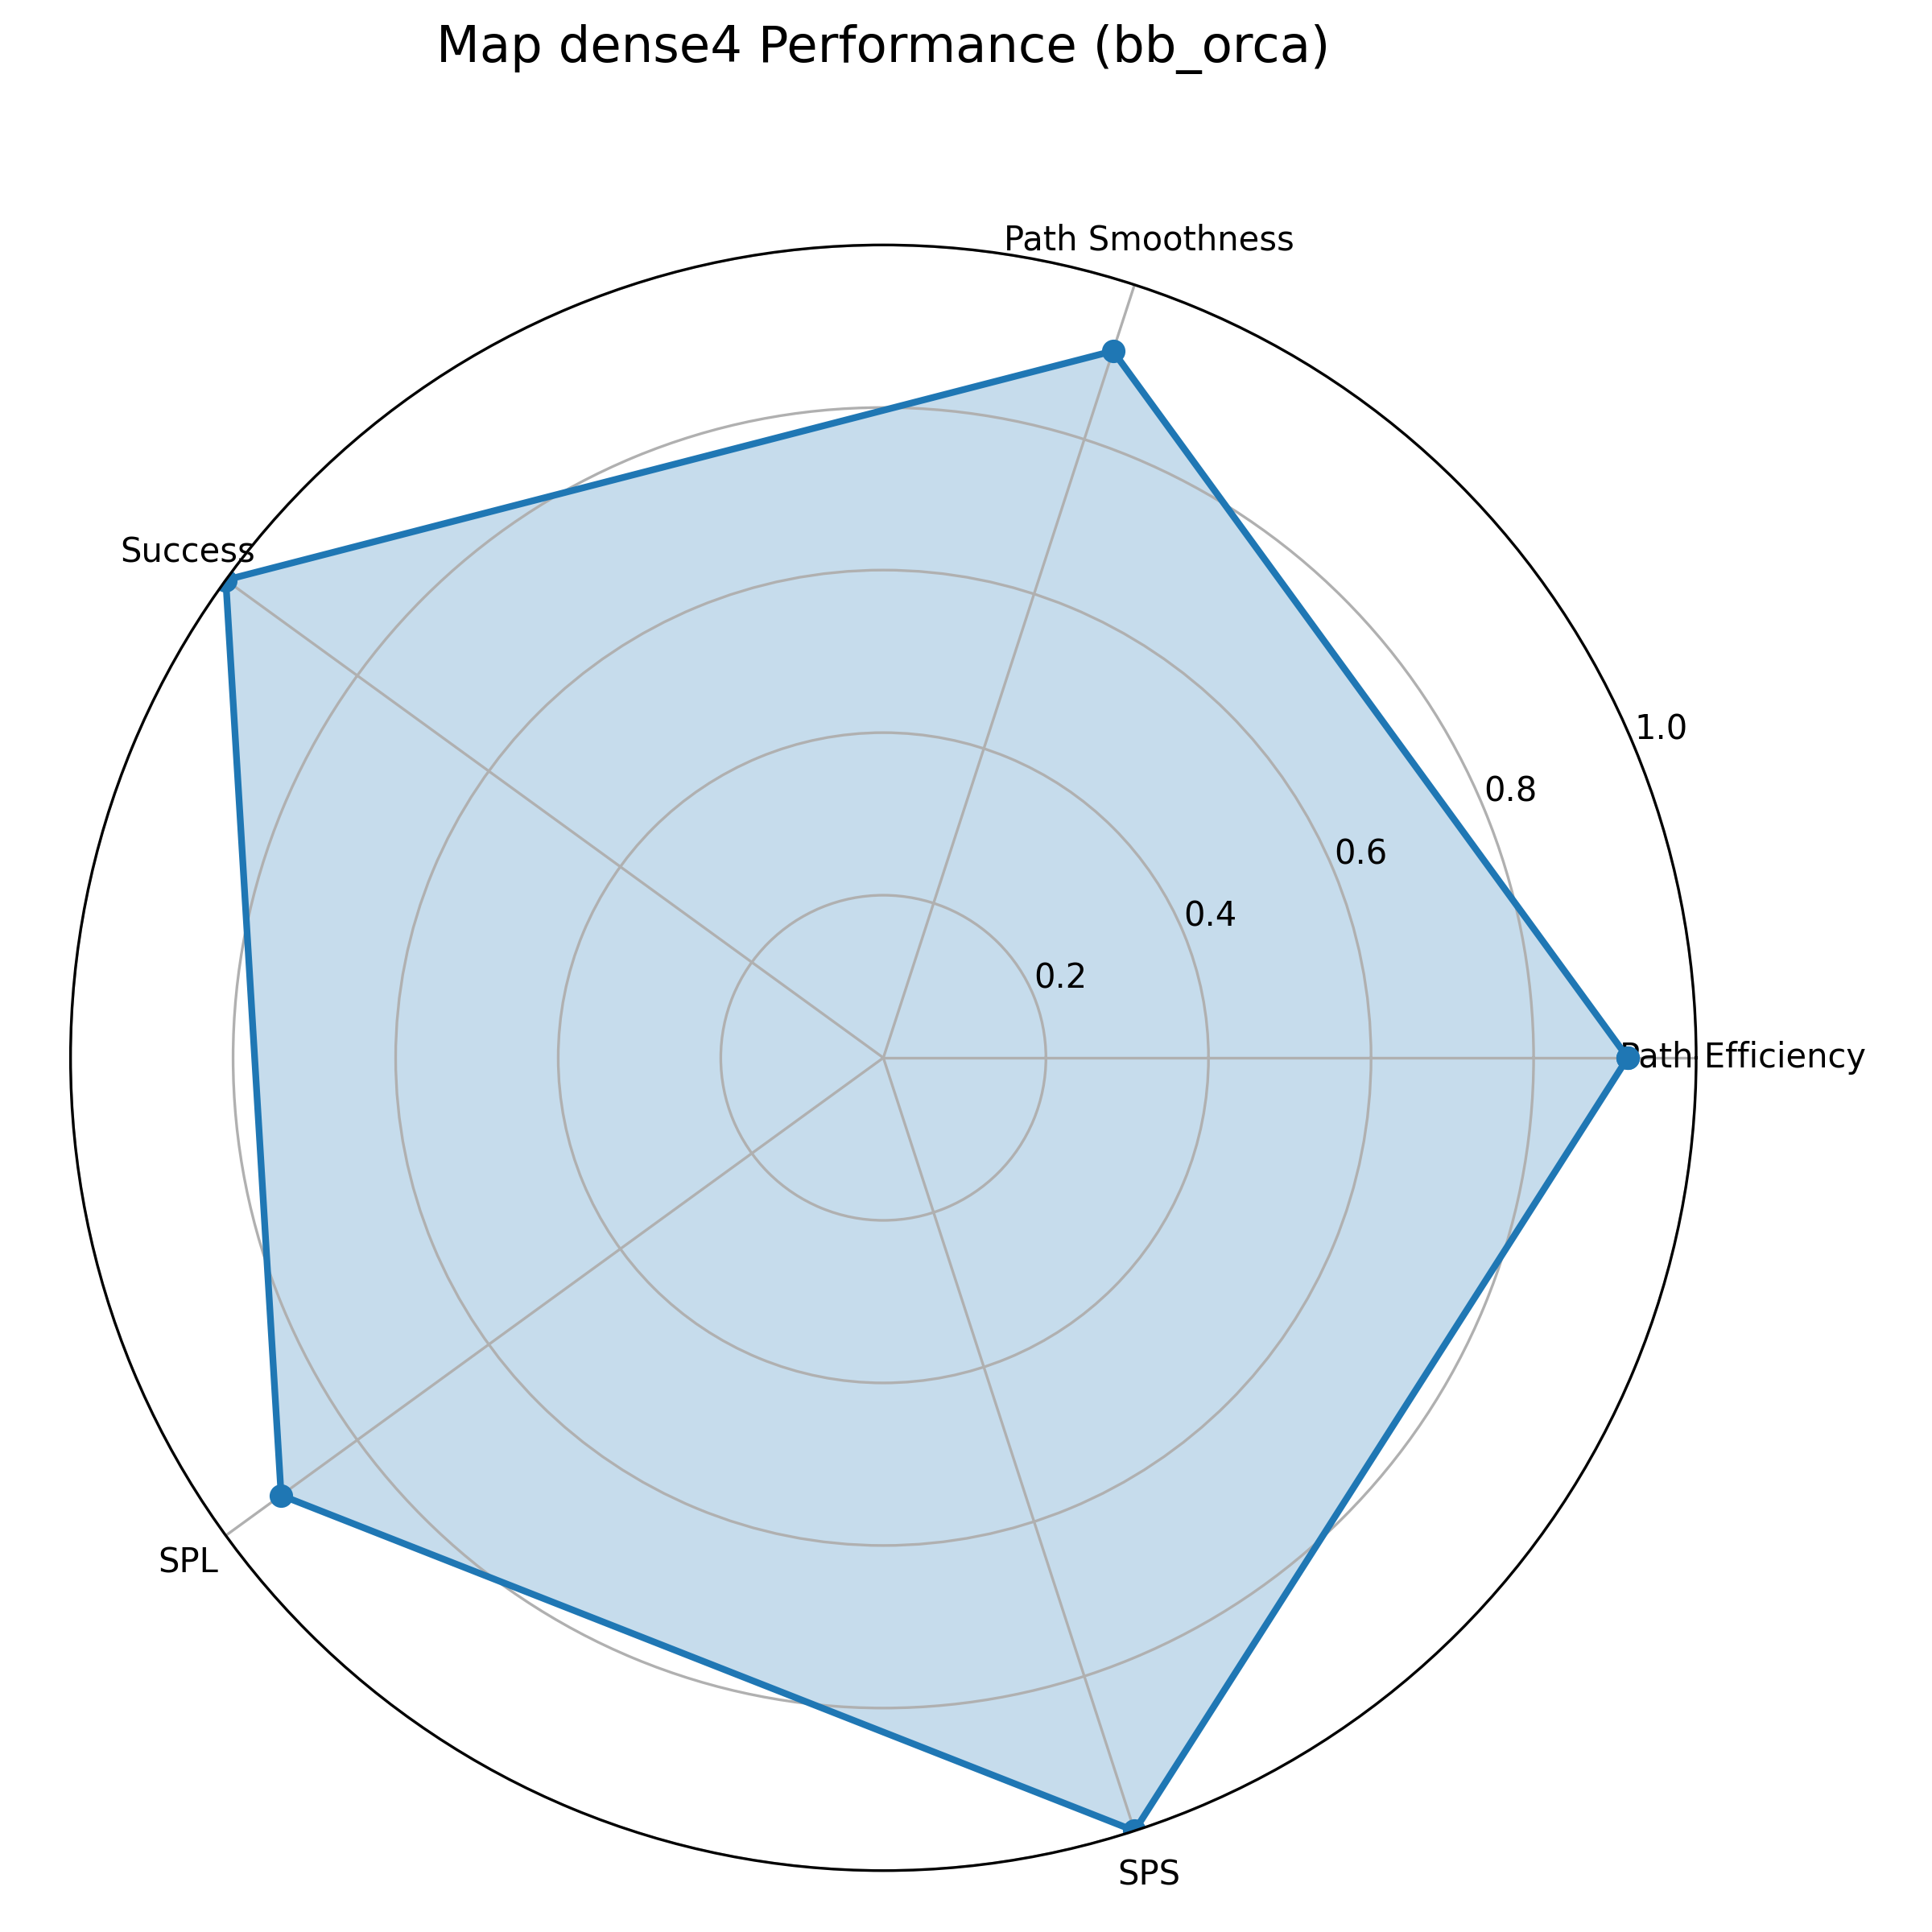 Map dense4 Performance (bb_orca)
Path Smoothness
Success
1.0
0.8
0.6
0.4
0.2
Path Efficiency
SPL
SPS